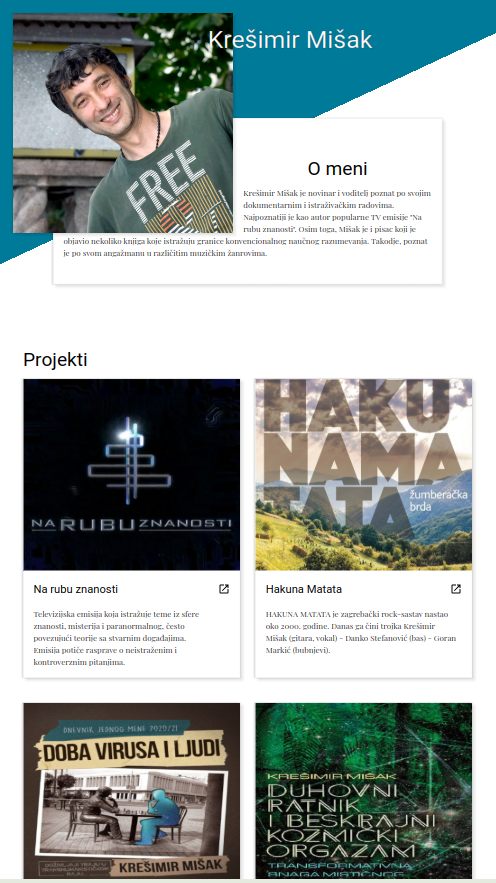 Krešimir Mišak
FREE
O meni
Krešimir Mišak je novinar i voditelj poznat po svojim
dokumentarnim i istraživačkim radovima.
Najpoznatiji je kao autor popularne TV emisije "Na
rubu znanosti". Osim toga, Mišak je i pisac koji je
objavio nekoliko knjiga koje istražuju granice konvencionalnog naučnog razumevanja. Takodje, poznat
je po svom angažmanu u različitim muzičkim žanrovima.
Projekti
NA RUBU ZNANOSTI
HAKU
NAMA
TATA
žumberačka
brda
Na rubu znanosti
Hakuna Matata
Televizijska emisija koja istražuje teme iz sfere
znanosti, misterija i paranormalnog, često
povezujući teorije sa stvarnim događajima.
Emisija potiče rasprave o neistraženim i
kontroverznim pitanjima.
HAKUNA MATATA je zagrebački rock-sastav nastao
oko 2000. godine. Danas ga čini trojka Krešimir
Mišak (gitara, vokal) - Danko Stefanović (bas) - Goran
Markić (bubnjevi).
DNEVNIK JEDNOG MENE 2020/21
DOBA VIRUSA I LJUDI
KREŠIMIR MIŠAK
KREŠIMIR MIŠAK
DUHOVNI
RATNIK
I BESKRAJNI
KOZMIČKI
ORGAZAM
TRANSFORMATIVNA
SNAGA MISTIČNOG